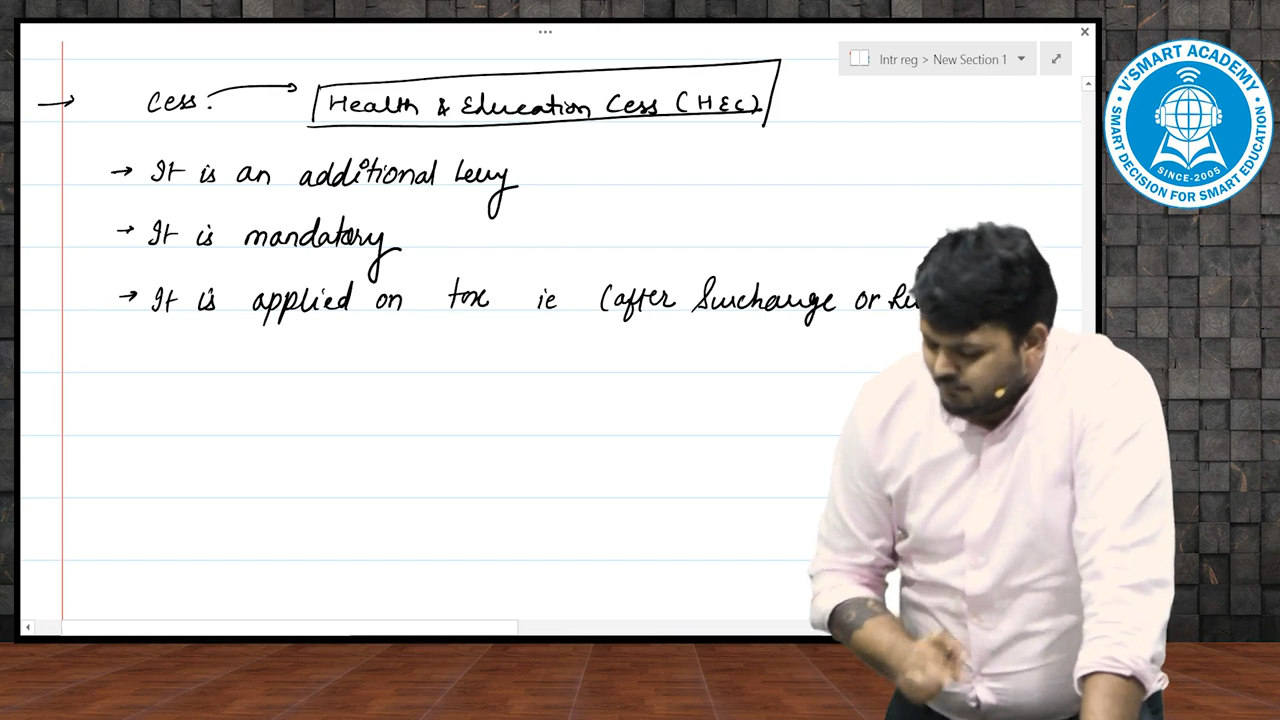 Intr reg > New Section 1
Cess. → Health & Education Cess (HEC).
→ It is an additional Levy
→ It is mandatory
→ It is applied on tax ie (after Surcharge or
V'SMART ACADEMY
SINCE-2005
SMART DECISION FOR SMART EDUCATION